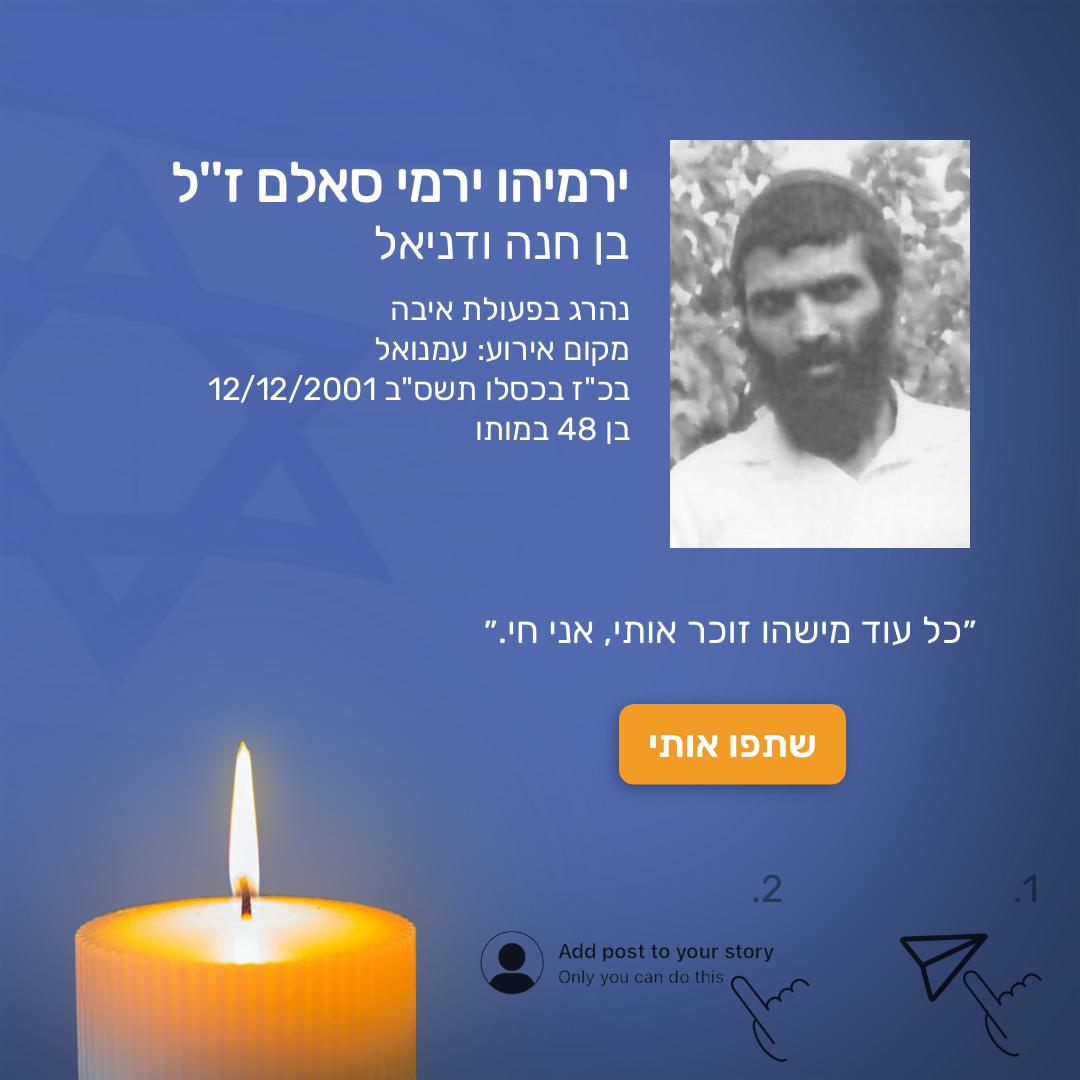 ירמיהו ירמי סאלם ז"ל
בן חנה ודניאל
נהרג בפעולת איבה
מקום אירוע: עמנואל
בכ"ז בכסלו תשס"ב 12/12/2001
בן 48 במותו
״כל עוד מישהו זוכר אותי, אני חי.״
שתפו אותי
1.
2.
Add post to your story
Only you can do this